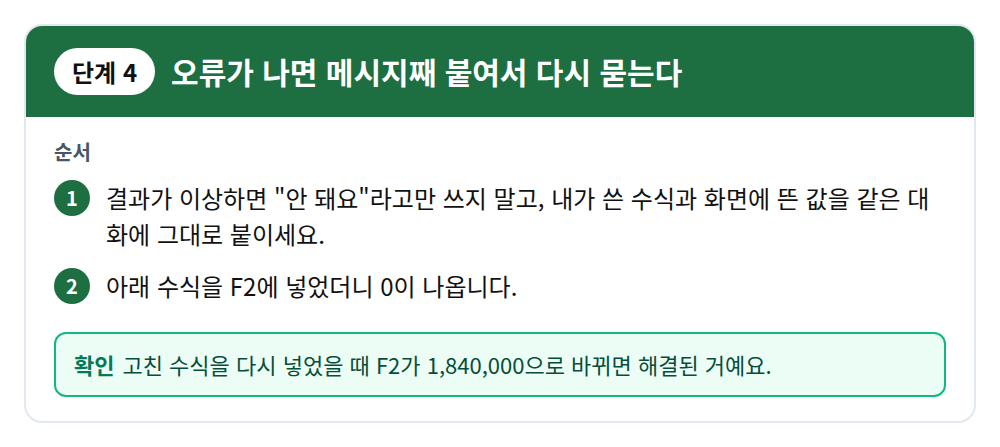 단계 4 오류가 나면 메시지째 붙여서 다시 묻는다
순서
1 결과가 이상하면 "안 돼요"라고만 쓰지 말고, 내가 쓴 수식과 화면에 뜬 값을 같은 대
화에 그대로 붙이세요.
2 아래 수식을 F2에 넣었더니 0이 나옵니다.
확인 고친 수식을 다시 넣었을 때 F2가 1,840,000으로 바뀌면 해결된 거예요.